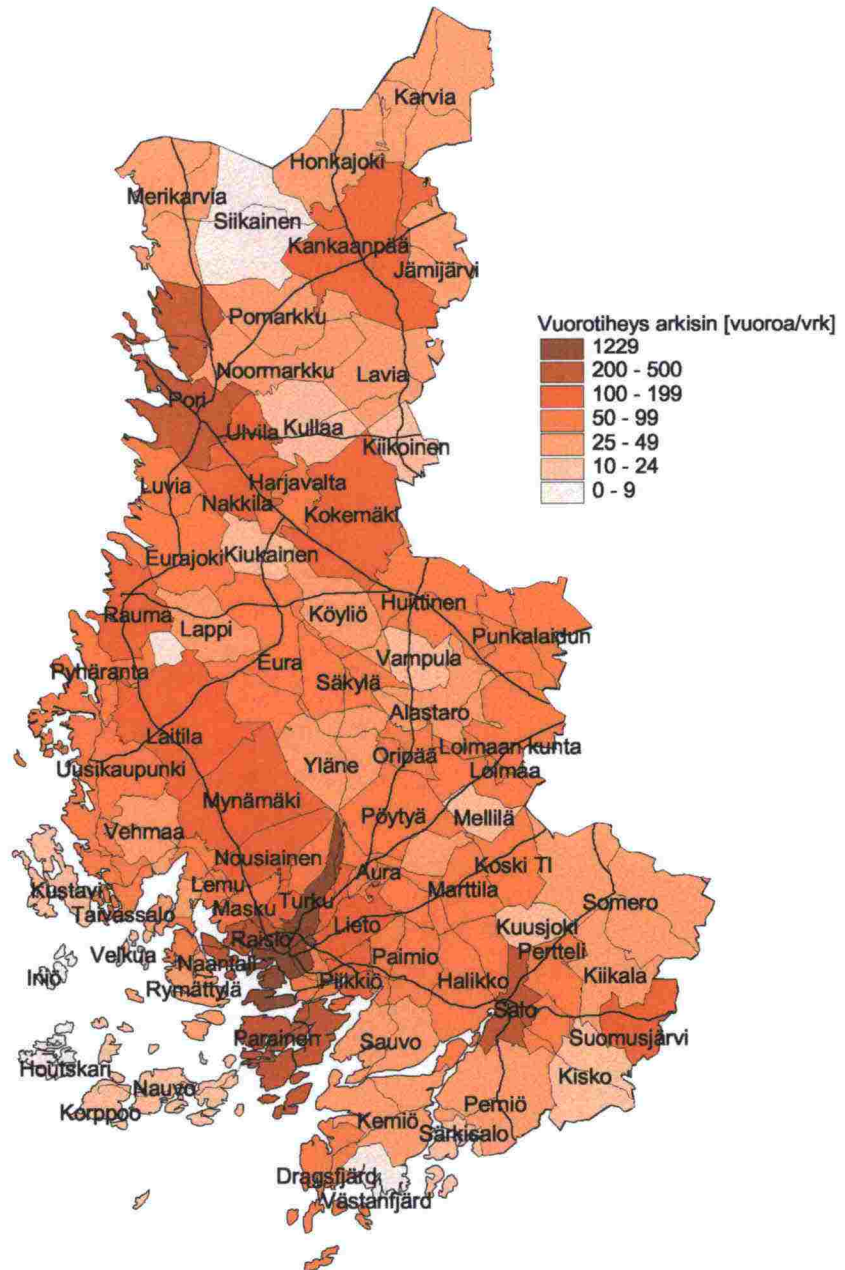 Karvia
Honkajoki
Merikarvia
Siikainen
Kankaanpää
Jämijärvi
Pomarkku
Vuorotiheys arkisin [vuoroa/vrk]
1229
200 - 500
100 - 199
50 - 99
25 - 49
10 - 24
0 - 9
Noormarkku
Lavia
Pori
Ulvila
Kullaa
Kiikoinen
Luvia
Harjavalta
Nakkila
Kokemäki
Eurajoki
Kiukainen
Rauma
Lappi
Köyliö
Huittinen
Punkalaidun
Pyhäranta
Eura
Säkylä
Vampula
Alastaro
Laitila
Oripää
Loimaan kunta
Loimaa
Uusikaupunki
Yläne
Mynämäki
Vehmaa
Pöytyä
Mellilä
Nousiainen
Aura
Koski Tl
Kustavi
Lemu
Turku
Marttila
Somero
Taivassalo
Masku
Lieto
Kuusjoki
Raisio
Pertteli
Velkua
Naantali
Paimio
Iniö
Rymättylä
Piikkiö
Halikko
Kiikala
Salo
Parainen
Sauvo
Suomusjärvi
Houtskari
Nauvo
Kisko
Korppoo
Kemiö
Perniö
Särkisalo
Dragsfjärd
Västanfjärd